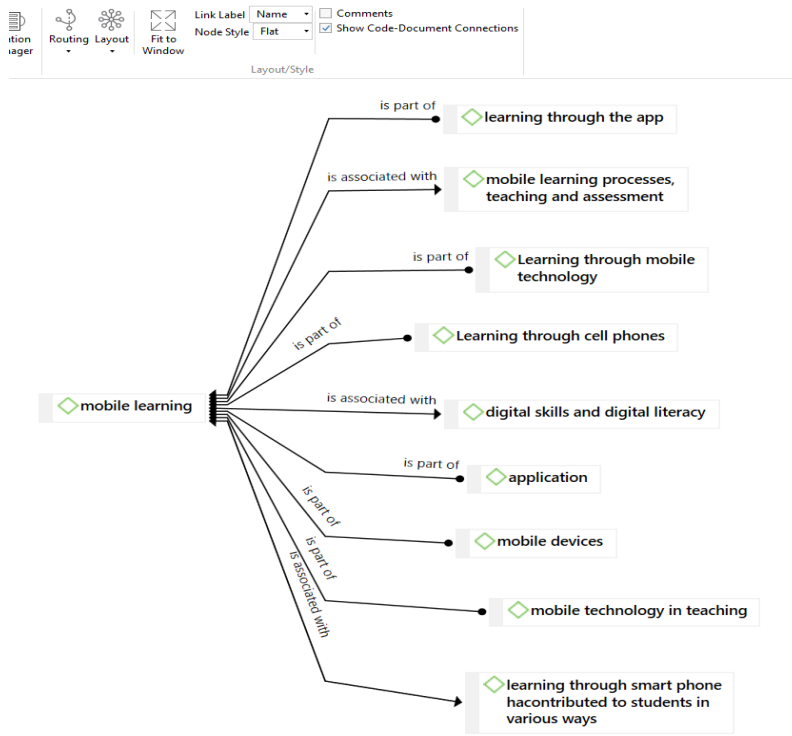 Link Label Name
Comments
Node Style Flat
Show Code-Document Connections
Routing
Layout
Fit to
Window
Layout/Style
is part of
learning through the app
is associated with
mobile learning processes,
teaching and assessment
is part of
Learning through mobile
technology
is part of
Learning through cell phones
mobile learning
is associated with
digital skills and digital literacy
is part of
application
is part of
mobile devices
is part of
mobile technology in teaching
is associated with
learning through smart phone
hacontributed to students in
various ways